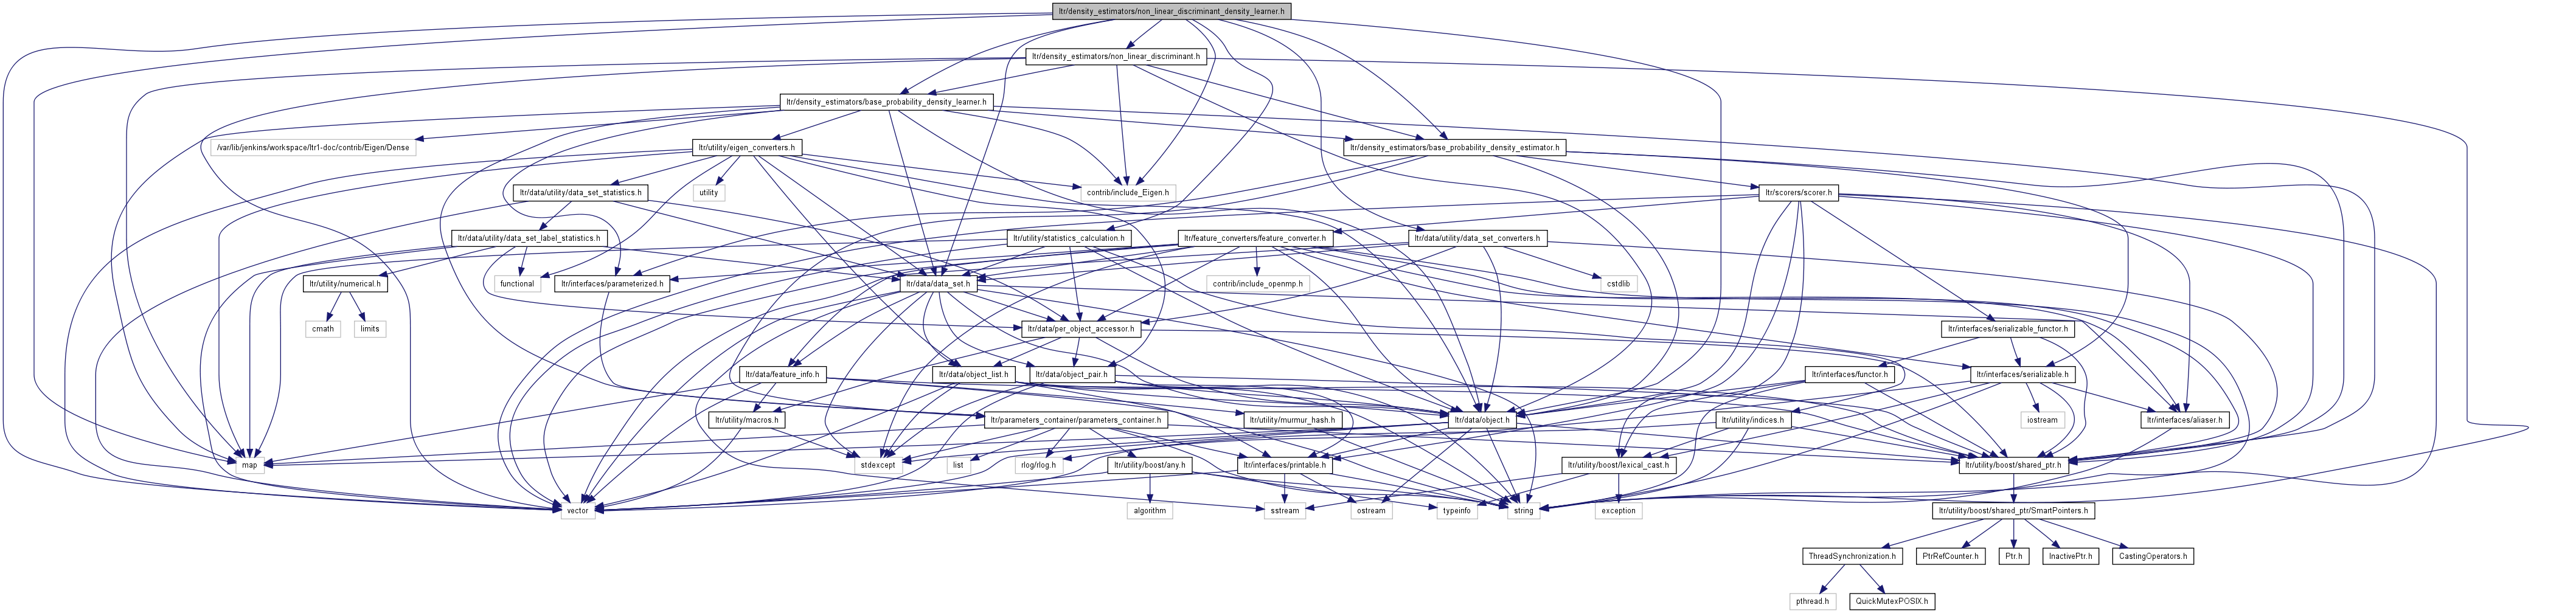 ltr/density_estimators/non_linear_discriminant_density_learner.h
ltr/density_estimators/non_linear_discriminant.h
ltr/density_estimators/base_probability_density_learner.h
/var/lib/jenkins/workspace/ltr1-doc/contrib/Eigen/Dense
ltr/utility/eigen_converters.h
ltr/density_estimators/base_probability_density_estimator.h
ltr/data/utility/data_set_statistics.h
utility
contrib/include_Eigen.h
ltr/scorers/scorer.h
ltr/data/utility/data_set_label_statistics.h
ltr/utility/statistics_calculation.h
ltr/feature_converters/feature_converter.h
ltr/data/utility/data_set_converters.h
ltr/utility/numerical.h
functional
ltr/interfaces/parameterized.h
ltr/data/data_set.h
contrib/include_openmp.h
cstdlib
cmath
limits
ltr/data/per_object_accessor.h
ltr/interfaces/serializable_functor.h
ltr/data/feature_info.h
ltr/data/object_list.h
ltr/data/object_pair.h
ltr/interfaces/functor.h
ltr/interfaces/serializable.h
ltr/utility/macros.h
ltr/parameters_container/parameters_container.h
ltr/utility/murmur_hash.h
ltr/data/object.h
ltr/utility/indices.h
iostream
ltr/interfaces/aliaser.h
map
stdexcept
list
rlog/rlog.h
ltr/utility/boost/any.h
ltr/interfaces/printable.h
ltr/utility/boost/lexical_cast.h
ltr/utility/boost/shared_ptr.h
vector
algorithm
sstream
ostream
typeinfo
string
exception
ltr/utility/boost/shared_ptr/SmartPointers.h
ThreadSynchronization.h
PtrRefCounter.h
Ptr.h
InactivePtr.h
CastingOperators.h
pthread.h
QuickMutexPOSIX.h